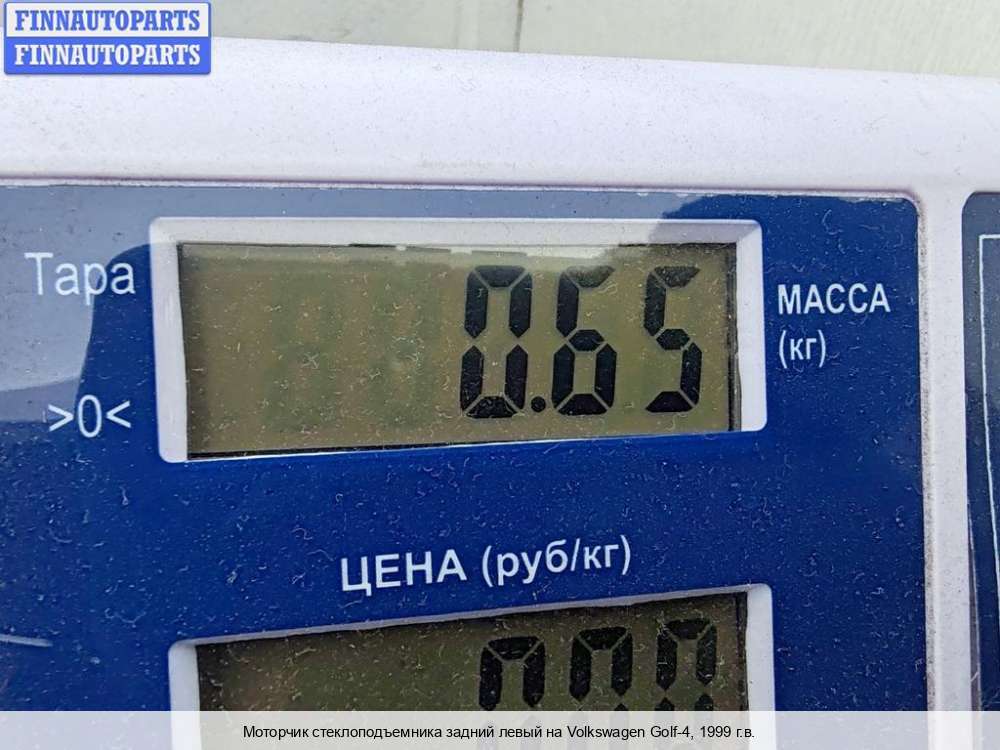 FINNAUTOPARTS
FINNAUTOPARTS
Тара
>0<
0.65
МАССА
(кг)
ЦЕНА (руб/кг)
Моторчик стеклоподъемника задний левый на Volkswagen Golf-4, 1999 г.в.